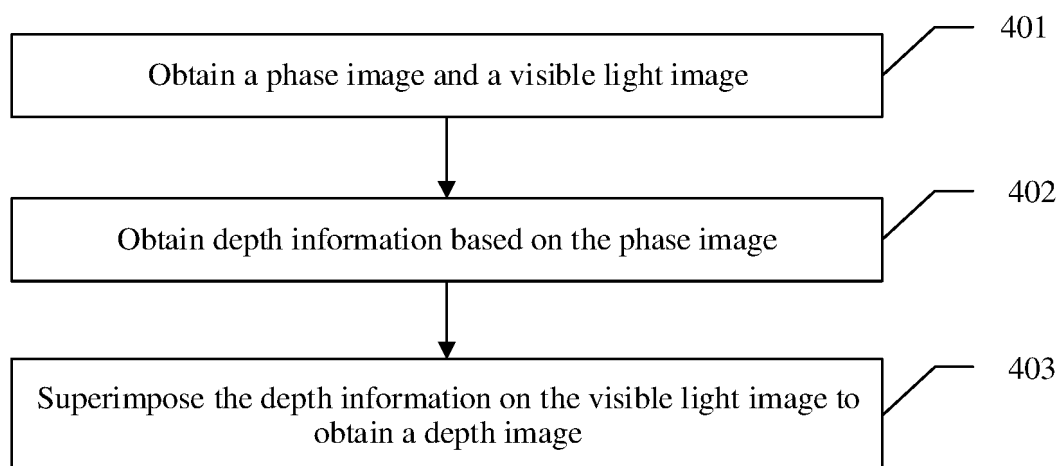 401
Obtain a phase image and a visible light image
402
Obtain depth information based on the phase image
403
Superimpose the depth information on the visible light image to
obtain a depth image